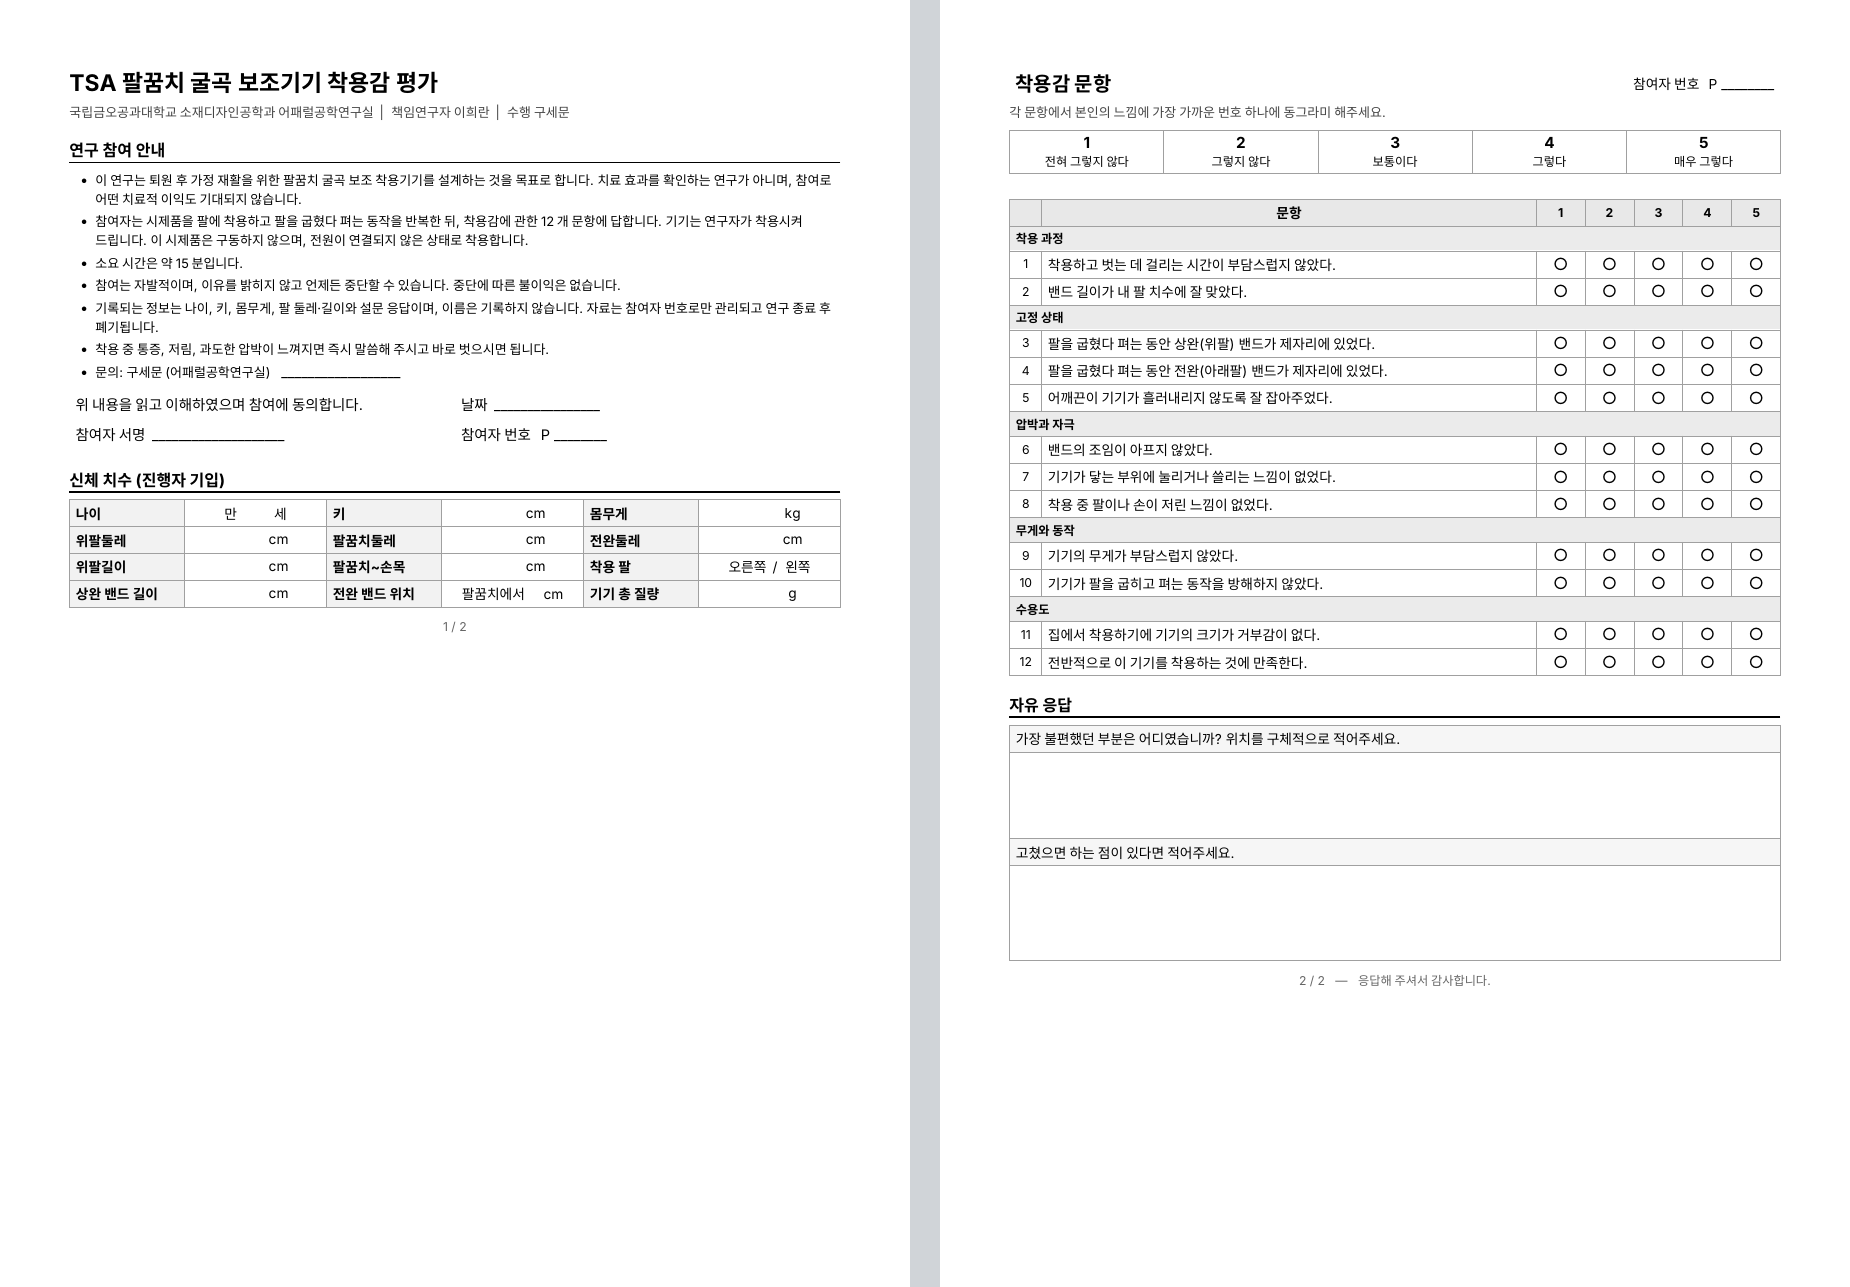 TSA 팔꿈치 굴곡 보조기기 착용감 평가
국립금오공과대학교 소재디자인공학과 어패럴공학연구실 │ 책임연구자 이희란 │ 수행 구세문
연구 참여 안내
• 이 연구는 퇴원 후 가정 재활을 위한 팔꿈치 굴곡 보조 착용기기를 설계하는 것을 목표로 합니다. 치료 효과를 확인하는 연구가 아니며, 참여로
어떤 치료적 이익도 기대되지 않습니다.
• 참여자는 시제품을 팔에 착용하고 팔을 굽혔다 펴는 동작을 반복한 뒤, 착용감에 관한 12 개 문항에 답합니다. 기기는 연구자가 착용시켜
드립니다. 이 시제품은 구동하지 않으며, 전원이 연결되지 않은 상태로 착용합니다.
• 소요 시간은 약 15 분입니다.
• 참여는 자발적이며, 이유를 밝히지 않고 언제든 중단할 수 있습니다. 중단에 따른 불이익은 없습니다.
• 기록되는 정보는 나이, 키, 몸무게, 팔 둘레·길이와 설문 응답이며, 이름은 기록하지 않습니다. 자료는 참여자 번호로만 관리되고 연구 종료 후
폐기됩니다.
• 착용 중 통증, 저림, 과도한 압박이 느껴지면 즉시 말씀해 주시고 바로 벗으시면 됩니다.
• 문의: 구세문 (어패럴공학연구실) __________________
위 내용을 읽고 이해하였으며 참여에 동의합니다. 날짜 ________________
참여자 서명 ____________________ 참여자 번호 P ________
신체 치수 (진행자 기입)
나이 만 세 키 cm 몸무게 kg
위팔둘레 cm 팔꿈치둘레 cm 전완둘레 cm
위팔길이 cm 팔꿈치~손목 cm 착용 팔 오른쪽 / 왼쪽
상완 밴드 길이 cm 전완 밴드 위치 팔꿈치에서 cm 기기 총 질량 g
1 / 2
착용감 문항 참여자 번호 P ________
각 문항에서 본인의 느낌에 가장 가까운 번호 하나에 동그라미 해주세요.
1 2 3 4 5
전혀 그렇지 않다 그렇지 않다 보통이다 그렇다 매우 그렇다
문항 1 2 3 4 5
착용 과정
1 착용하고 벗는 데 걸리는 시간이 부담스럽지 않았다. ○ ○ ○ ○ ○
2 밴드 길이가 내 팔 치수에 잘 맞았다. ○ ○ ○ ○ ○
고정 상태
3 팔을 굽혔다 펴는 동안 상완(위팔) 밴드가 제자리에 있었다. ○ ○ ○ ○ ○
4 팔을 굽혔다 펴는 동안 전완(아래팔) 밴드가 제자리에 있었다. ○ ○ ○ ○ ○
5 어깨끈이 기기가 흘러내리지 않도록 잘 잡아주었다. ○ ○ ○ ○ ○
압박과 자극
6 밴드의 조임이 아프지 않았다. ○ ○ ○ ○ ○
7 기기가 닿는 부위에 눌리거나 쓸리는 느낌이 없었다. ○ ○ ○ ○ ○
8 착용 중 팔이나 손이 저린 느낌이 없었다. ○ ○ ○ ○ ○
무게와 동작
9 기기의 무게가 부담스럽지 않았다. ○ ○ ○ ○ ○
10 기기가 팔을 굽히고 펴는 동작을 방해하지 않았다. ○ ○ ○ ○ ○
수용도
11 집에서 착용하기에 기기의 크기가 거부감이 없다. ○ ○ ○ ○ ○
12 전반적으로 이 기기를 착용하는 것에 만족한다. ○ ○ ○ ○ ○
자유 응답
가장 불편했던 부분은 어디였습니까? 위치를 구체적으로 적어주세요.
고쳤으면 하는 점이 있다면 적어주세요.
2 / 2 — 응답해 주셔서 감사합니다.